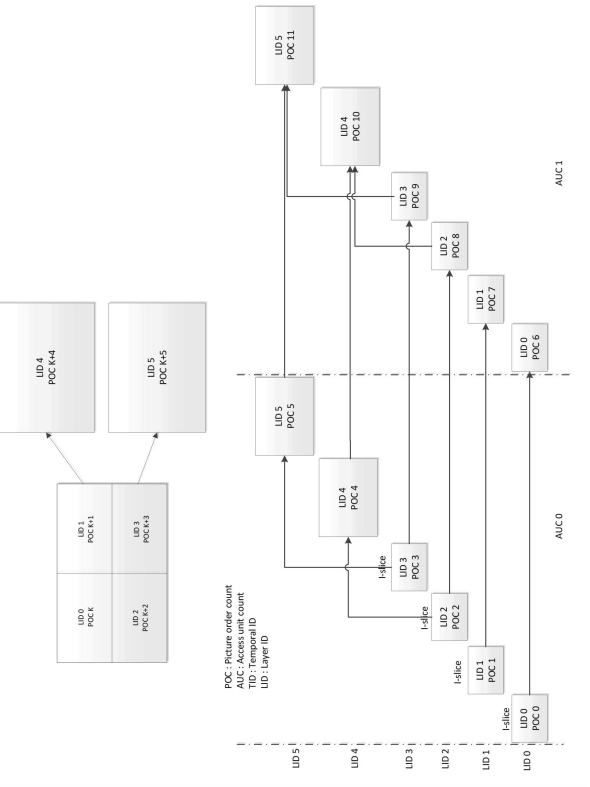 LID 4
POC K+4
LID 5
POC K+5
LID 0
POC K
LID 1
POC K+1
LID 2
POC K+2
LID 3
POC K+3
POC : Picture order count
AUC : Access unit count
TID : Temporal ID
LID : Layer ID
LID 5
LID 4
LID 3
LID 2
LID 1
LID 0
I-slice
LID 0
POC 0
I-slice
LID 1
POC 1
I-slice
LID 2
POC 2
I-slice
LID 3
POC 3
LID 4
POC 4
LID 5
POC 5
AUC 0
LID 0
POC 6
LID 1
POC 7
LID 2
POC 8
LID 3
POC 9
LID 4
POC 10
LID 5
POC 11
AUC 1